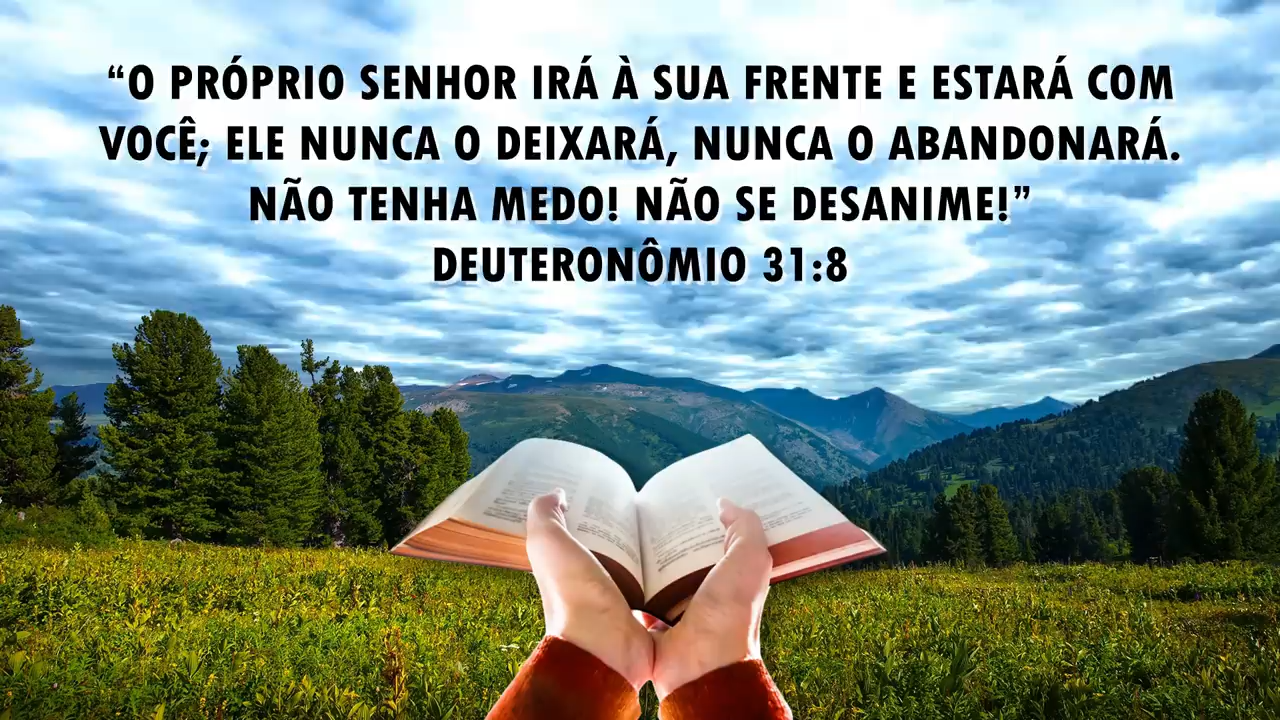 “O PRÓPRIO SENHOR IRÁ À SUA FRENTE E ESTARÁ COM
VOCÊ; ELE NUNCA O DEIXARÁ, NUNCA O ABANDONARÁ.
NÃO TENHA MEDO! NÃO SE DESANIME!”
DEUTERONÔMIO 31:8